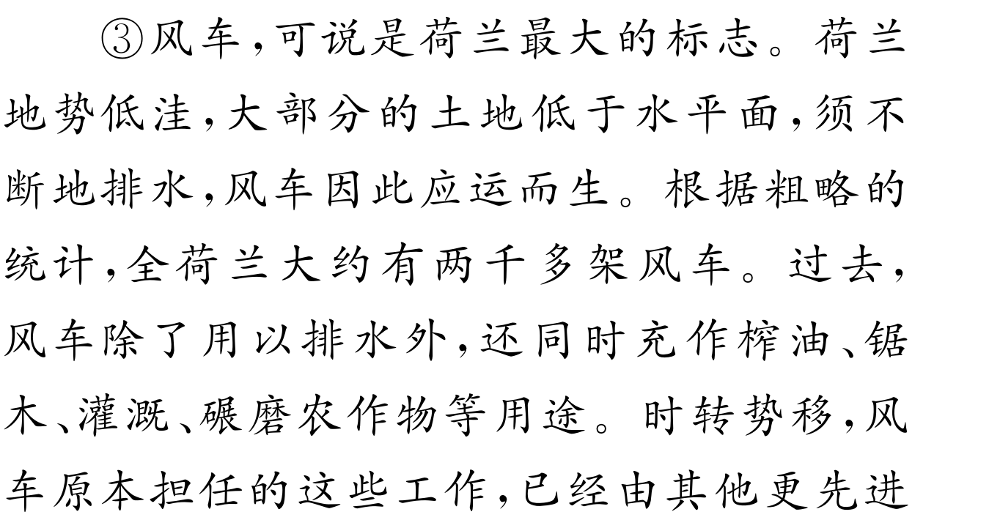 ③风车,可说是荷兰最大的标志。荷兰
地势低洼,大部分的土地低于水平面,须不
断地排水,风车因此应运而生。根据粗略的
统计,全荷兰大约有两千多架风车。过去,
风车除了用以排水外,还同时充作榨油、锯
木、灌溉、碾磨农作物等用途。时转势移,风
车原本担任的这些工作,已经由其他更先进